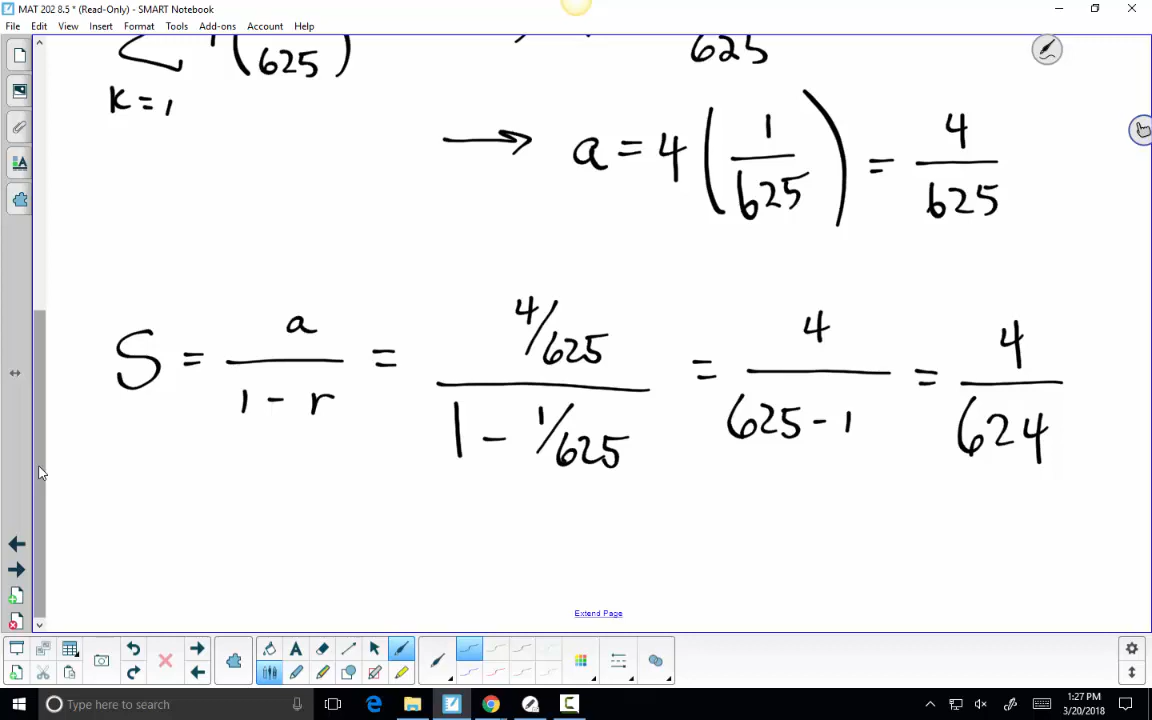 MAT 202 8.5 * (Read-Only) - SMART Notebook
File Edit View Insert Format Tools Add-ons Account Help
( 625 ) 625
K = 1
→ a = 4 ( 1/625 ) = 4/625
S = a/(1 - r) = (4/625)/(1 - 1/625) = 4/(625 - 1) = 4/624
Extend Page
A
Type here to search
1:27 PM
3/20/2018